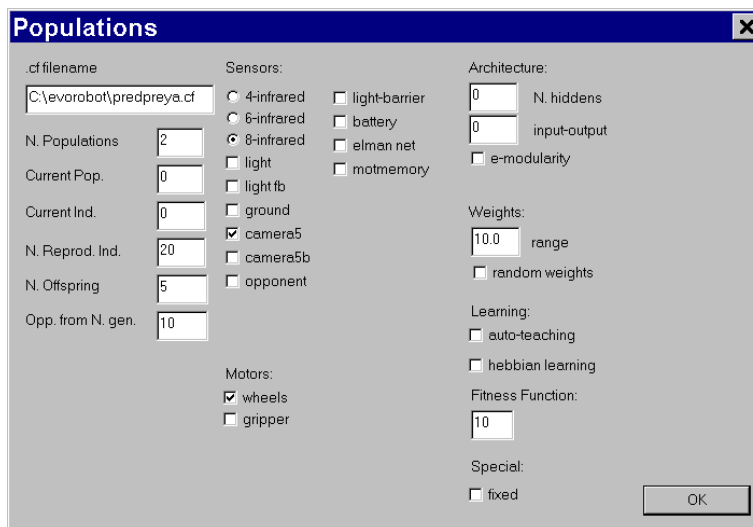 Populations
.cf filename
C:\evorobot\predpreya.cf
N. Populations 2
Current Pop. 0
Current Ind. 0
N. Reprod. Ind. 20
N. Offspring 5
Opp. from N. gen. 10
Sensors:
4-infrared
6-infrared
8-infrared
light
light fb
ground
camera5
camera5b
opponent
light-barrier
battery
elman net
motmemory
Motors:
wheels
gripper
Architecture:
0 N. hiddens
0 input-output
e-modularity
Weights:
10.0 range
random weights
Learning:
auto-teaching
hebbian learning
Fitness Function:
10
Special:
fixed
OK